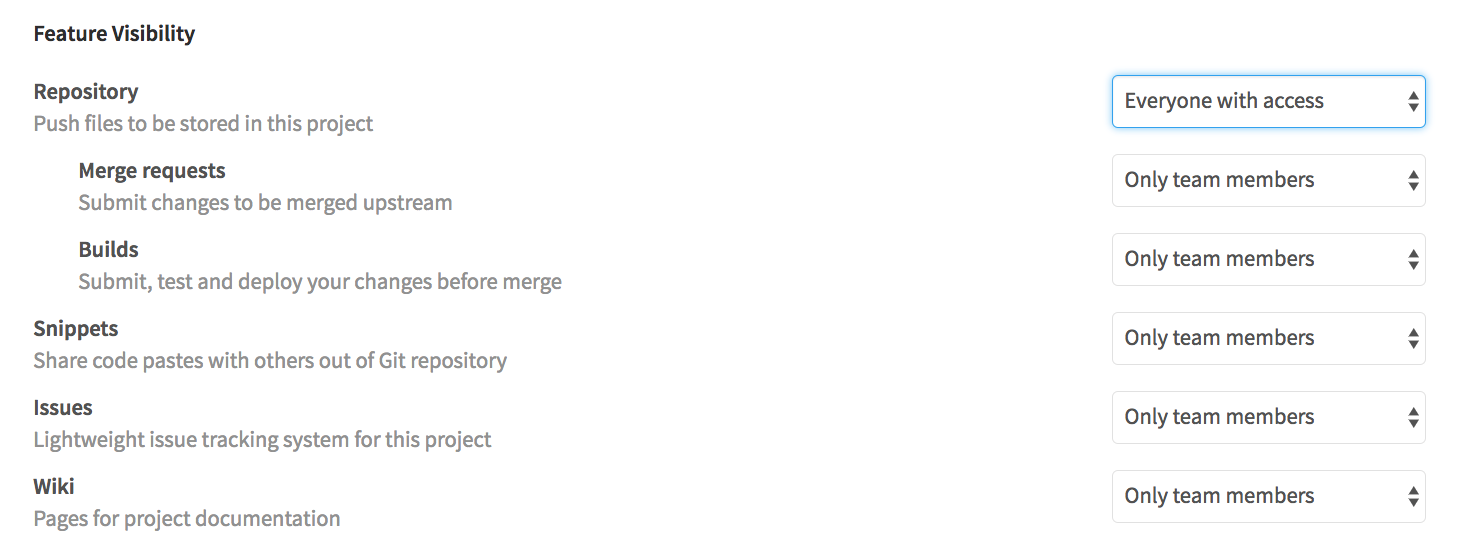 Feature Visibility
Repository
Everyone with access
Push files to be stored in this project
Merge requests
Only team members
Submit changes to be merged upstream
Builds
Only team members
Submit, test and deploy your changes before merge
Snippets
Only team members
Share code pastes with others out of Git repository
Issues
Only team members
Lightweight issue tracking system for this project
Wiki
Only team members
Pages for project documentation